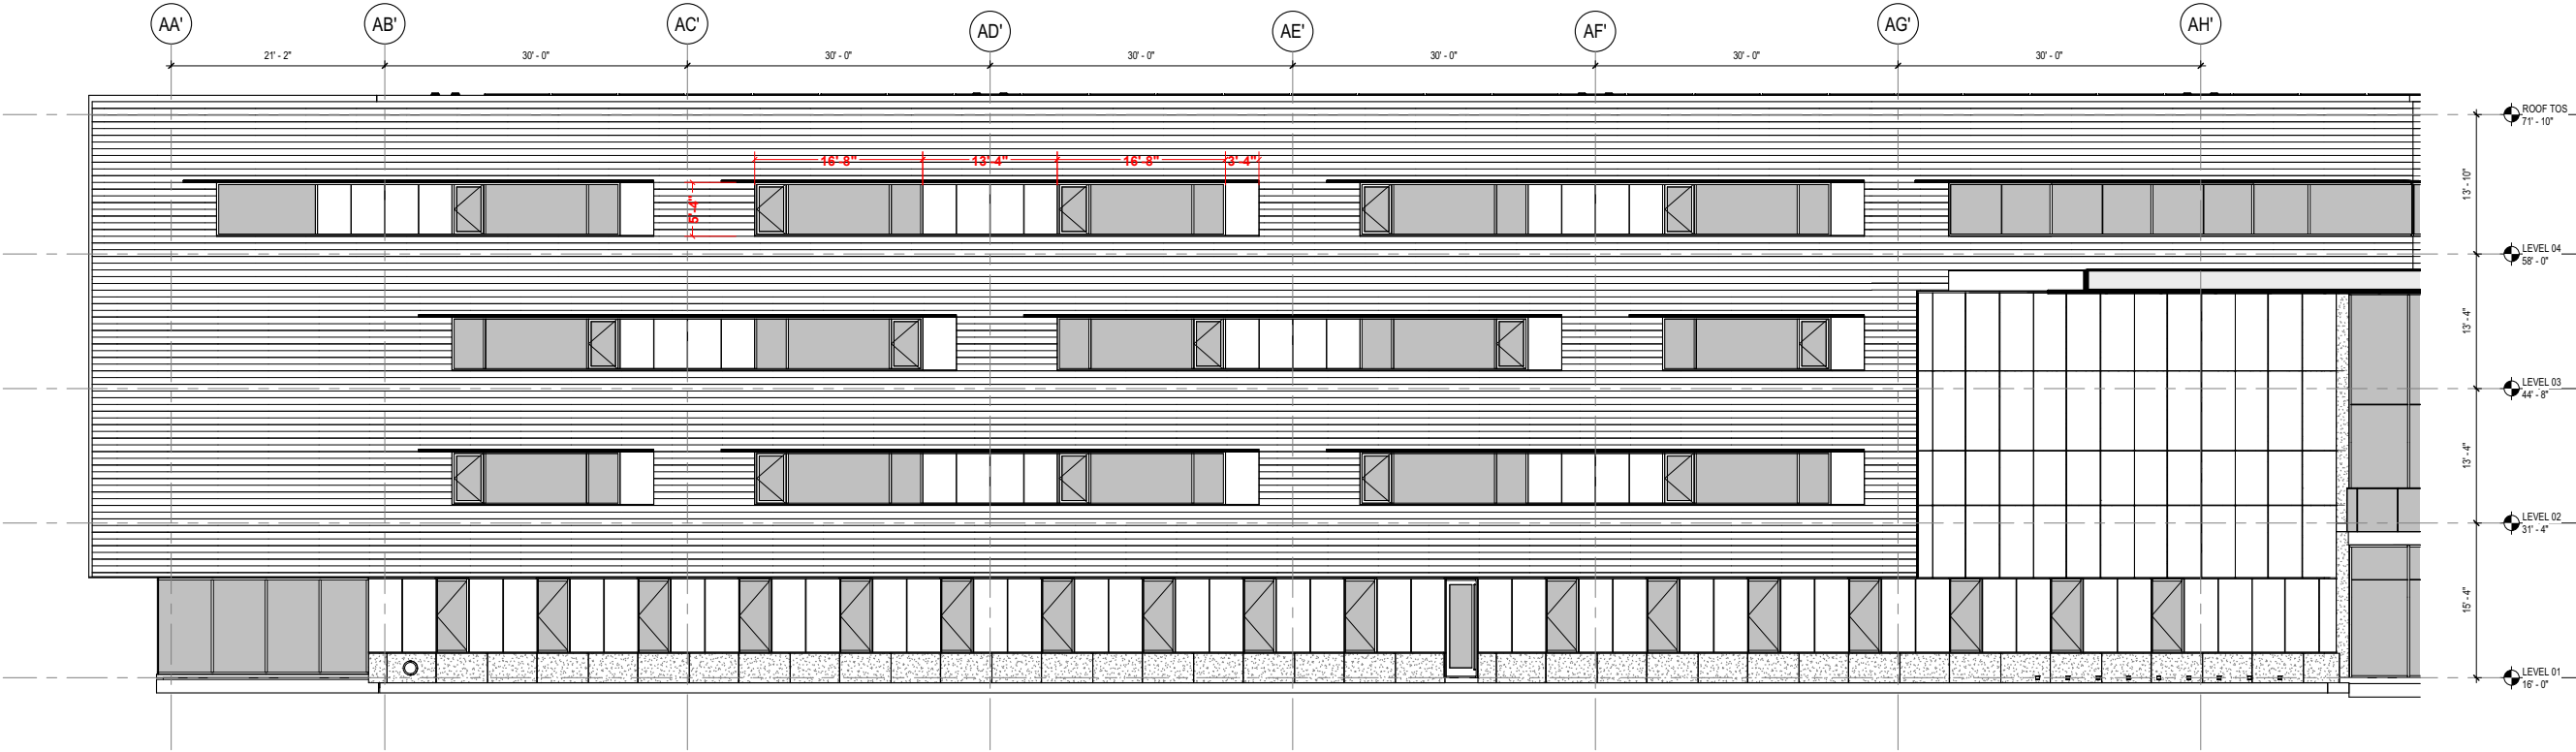 AA' AB' AC' AD' AE' AF' AG' AH'
21' - 2" 30' - 0" 30' - 0" 30' - 0" 30' - 0" 30' - 0" 30' - 0"
ROOF TOS
71' - 10"
16'-8" 13'-4" 16'-8" 3'-4"
5'-4"
13' - 10"
LEVEL 04
58' - 0"
13' - 4"
LEVEL 03
44' - 8"
13' - 4"
LEVEL 02
31' - 4"
15' - 4"
LEVEL 01
16' - 0"